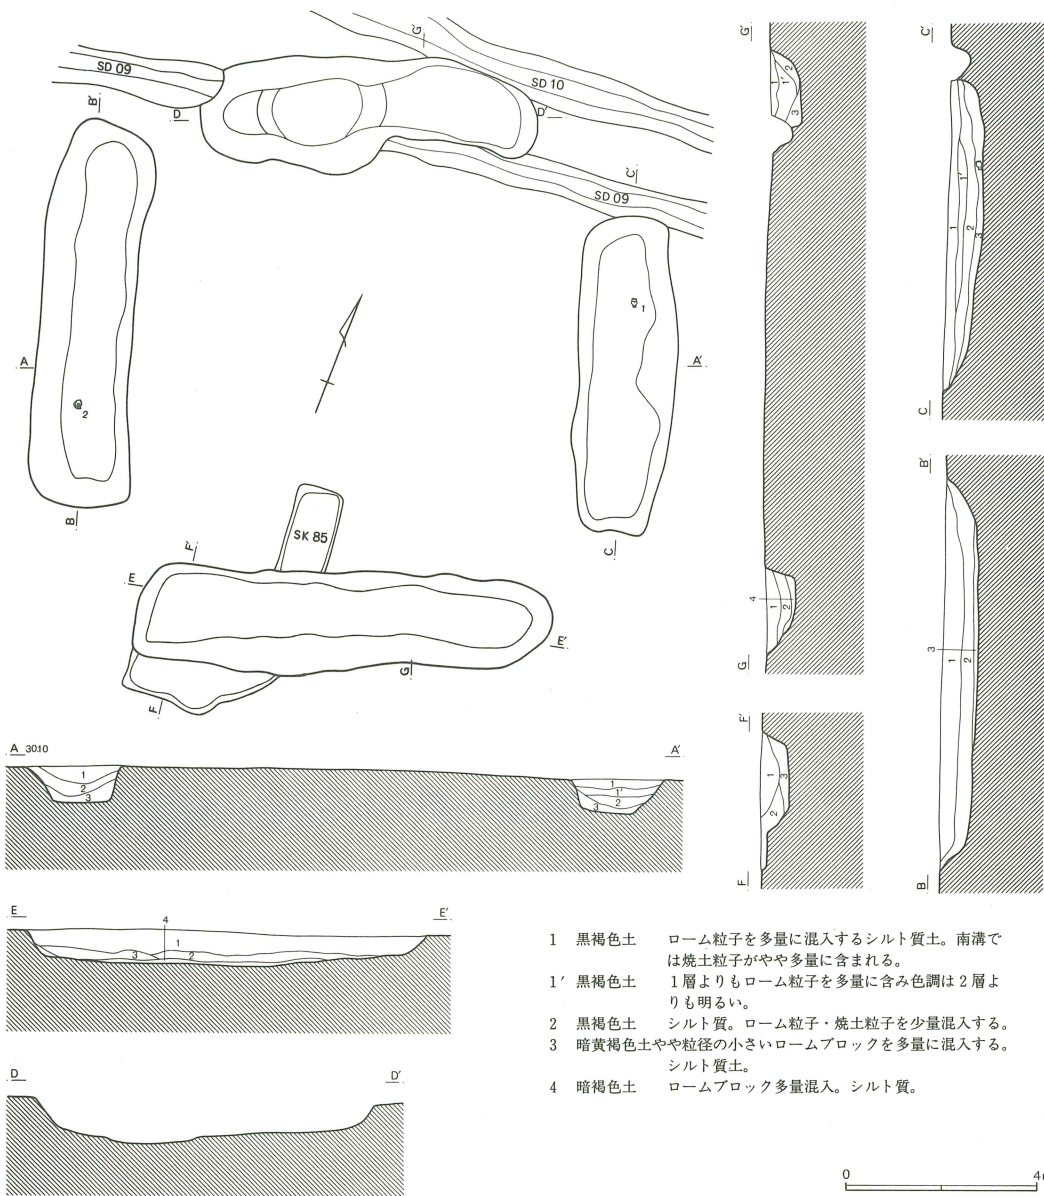 G′
SD 09
SD 10
B′
D
D′
C′
SD 09
1
A
A′
2
B
C
SK 85
F′
E
E′
G
F
G′
1
1′
2
3
4
1
2
G
F′
1
3
2
F
C′
1′
1
2
3
C
B′
3
1
2
B
A 30.10
A′
1
2
3
1
1′
2
3
E
E′
4
1
3
2
D
D′
1 黒褐色土 ローム粒子を多量に混入するシルト質土。南溝で
は焼土粒子がやや多量に含まれる。
1′ 黒褐色土 1層よりもローム粒子を多量に含み色調は2層よ
りも明るい。
2 黒褐色土 シルト質。ローム粒子・焼土粒子を少量混入する。
3 暗黄褐色土やや粒径の小さいロームブロックを多量に混入する。
シルト質土。
4 暗褐色土 ロームブロック多量混入。シルト質。
0 4